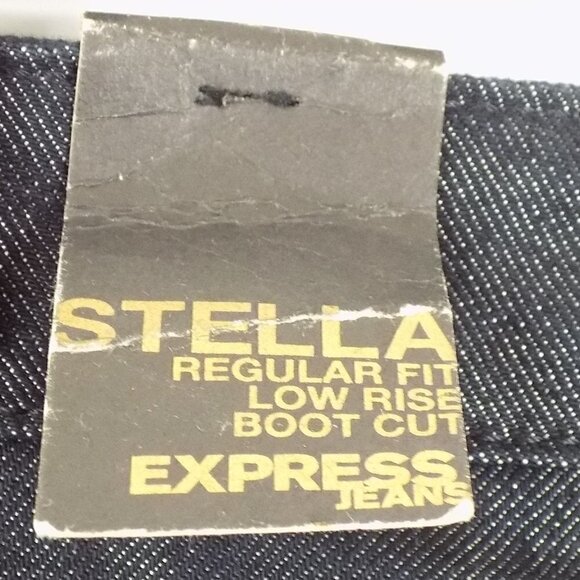 STELLA
REGULAR FIT
LOW RISE
BOOT CUT
EXPRESS
JEANS